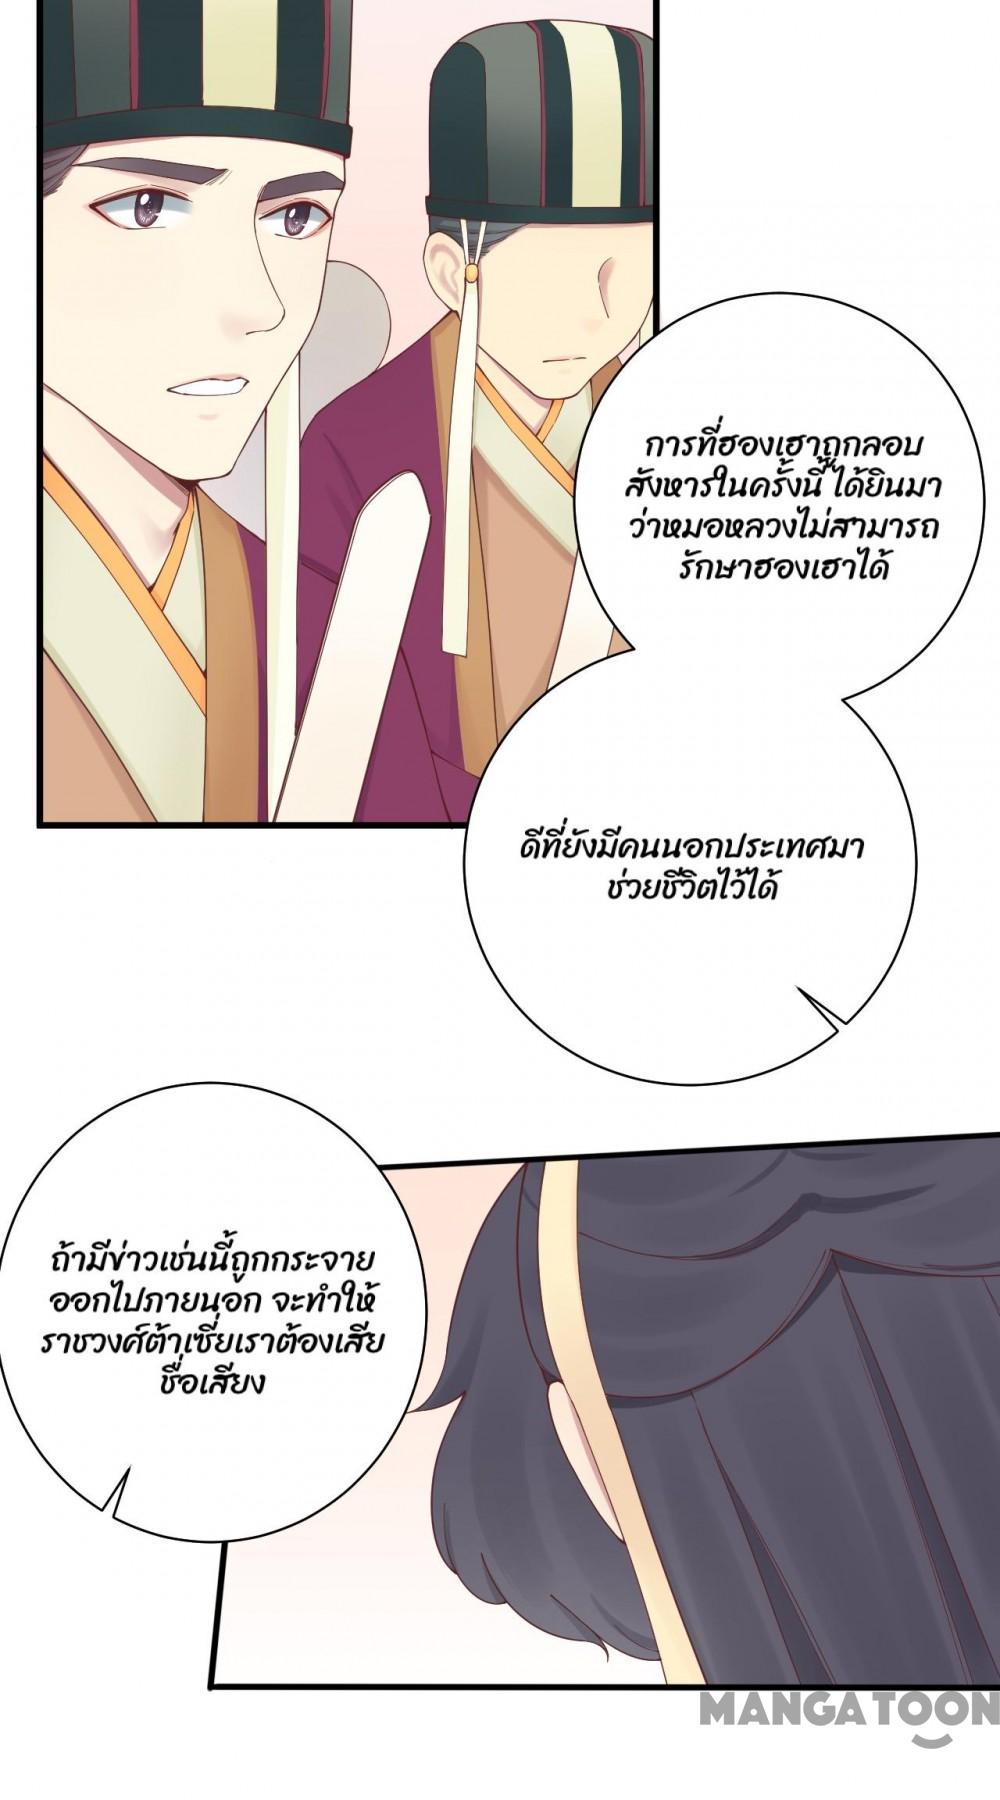 การที่ฮองเฮาถูกลอบ
สังหารในครั้งนี้ ได้ยินมา
ว่าหมอหลวงไม่สามารถ
รักษาฮองเฮาได้
ดีที่ยังมีคนนอกประเทศมา
ช่วยชีวิตไว้ได้
ถ้ามีข่าวเช่นนี้ถูกกระจาย
ออกไปภายนอก จะทำให้
ราชวงศ์ต้าเซี่ยเราต้องเสีย
ชื่อเสียง
MANGATOON